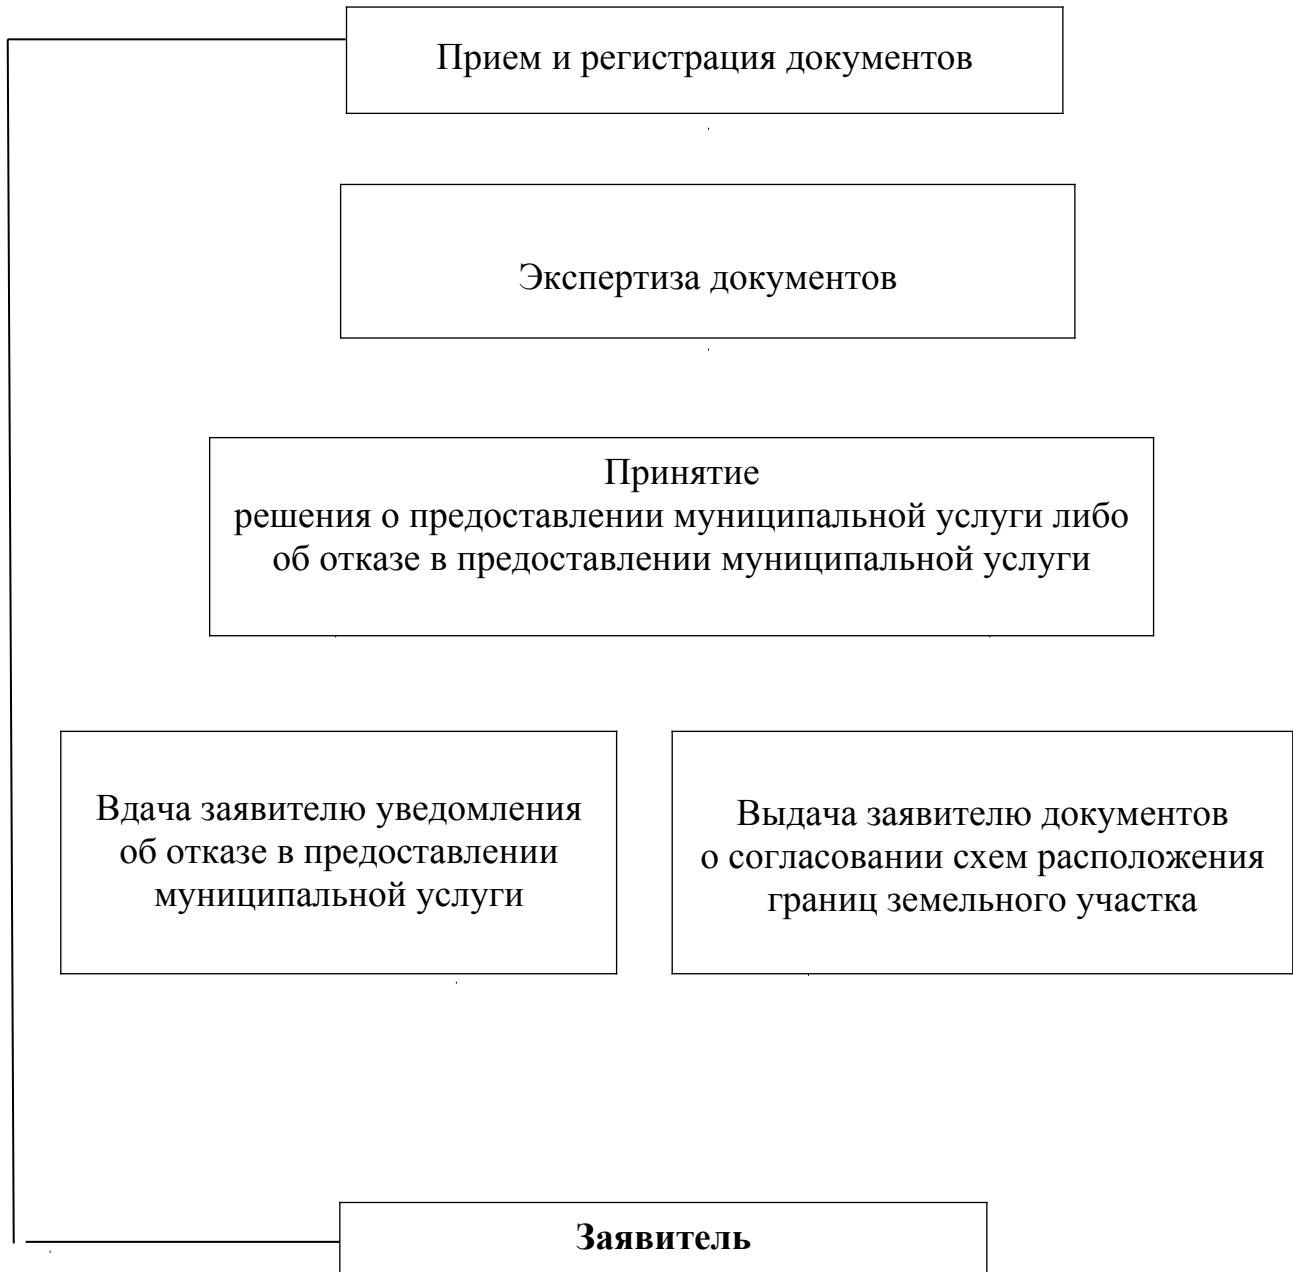 Прием и регистрация документов
Экспертиза документов
Принятие
решения о предоставлении муниципальной услуги либо
об отказе в предоставлении муниципальной услуги
Вдача заявителю уведомления
об отказе в предоставлении
муниципальной услуги
Выдача заявителю документов
о согласовании схем расположения
границ земельного участка
Заявитель